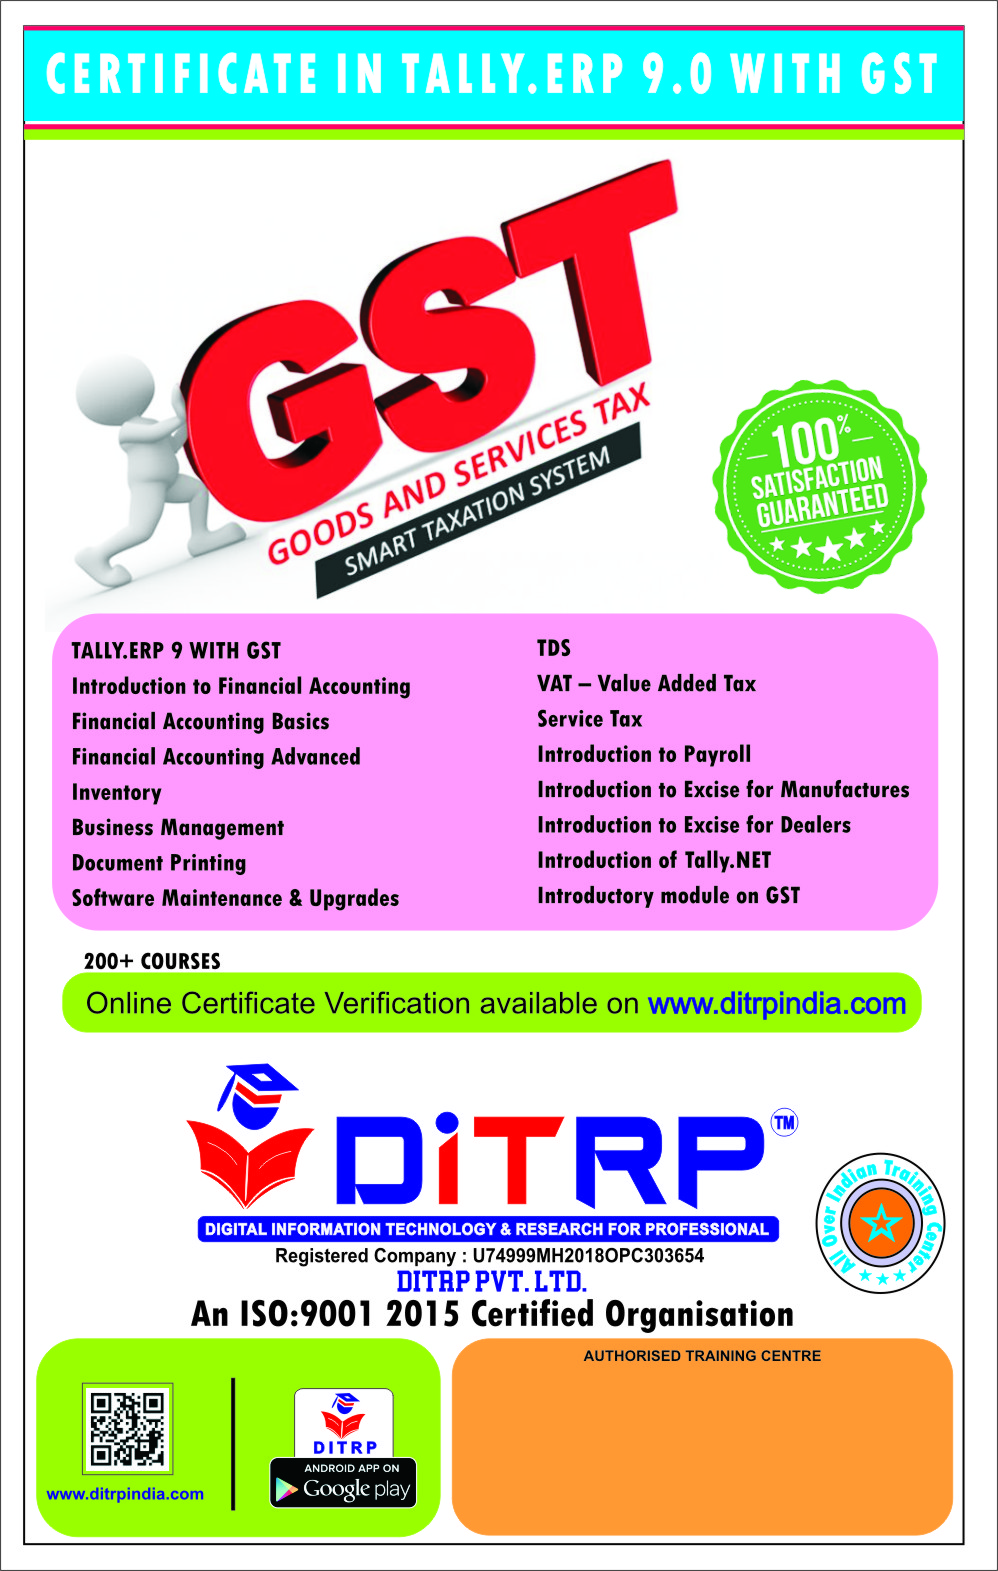 CERTIFICATE IN TALLY.ERP 9.0 WITH GST
GST
GOODS AND SERVICES TAX
SMART TAXATION SYSTEM
100%
SATISFACTION
GUARANTEED
TALLY.ERP 9 WITH GST
Introduction to Financial Accounting
Financial Accounting Basics
Financial Accounting Advanced
Inventory
Business Management
Document Printing
Software Maintenance & Upgrades
TDS
VAT – Value Added Tax
Service Tax
Introduction to Payroll
Introduction to Excise for Manufactures
Introduction to Excise for Dealers
Introduction of Tally.NET
Introductory module on GST
200+ COURSES
Online Certificate Verification available on www.ditrpindia.com
DiTRP TM
DIGITAL INFORMATION TECHNOLOGY & RESEARCH FOR PROFESSIONAL
Registered Company : U74999MH2018OPC303654
DITRP PVT. LTD.
An ISO:9001 2015 Certified Organisation
All Over Indian Training Center
www.ditrpindia.com
DITRP
ANDROID APP ON
Google play
AUTHORISED TRAINING CENTRE